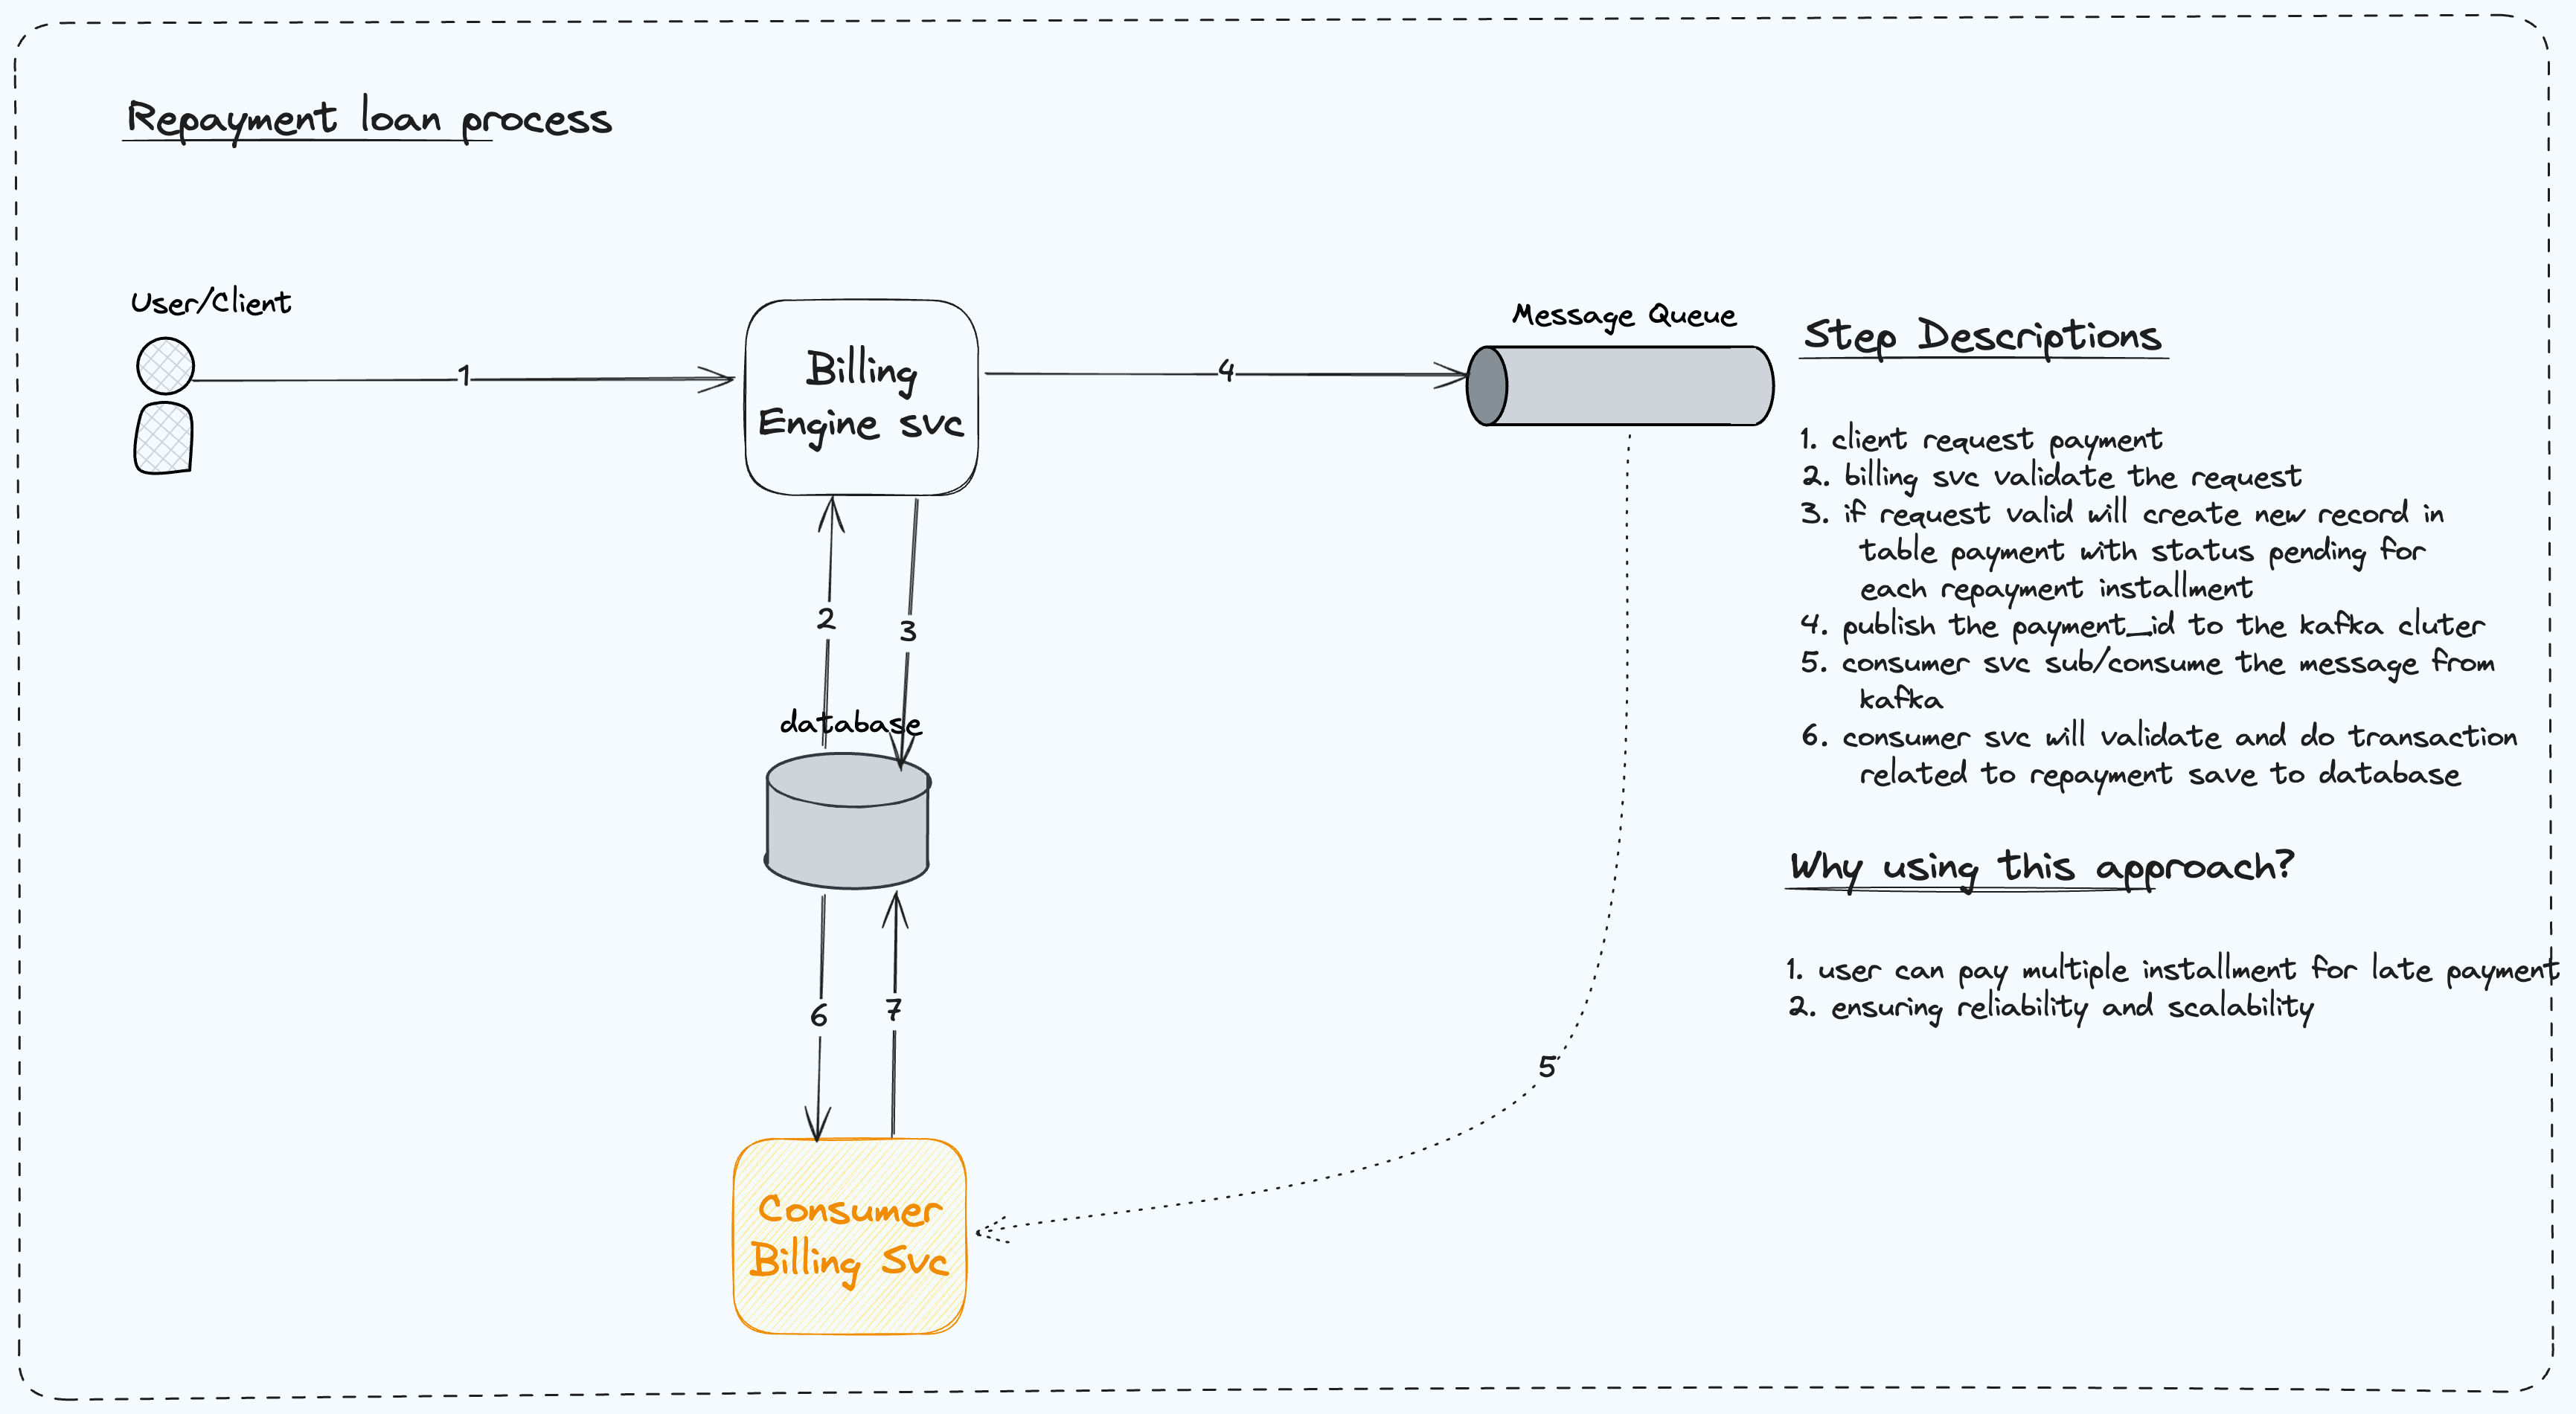 Repayment loan process
User/Client
1
Billing
Engine svc
4
Message Queue
2
3
database
6
7
5
Consumer
Billing Svc
Step Descriptions
1. client request payment
2. billing svc validate the request
3. if request valid will create new record in
table payment with status pending for
each repayment installment
4. publish the payment_id to the kafka cluter
5. consumer svc sub/consume the message from
kafka
6. consumer svc will validate and do transaction
related to repayment save to database
Why using this approach?
1. user can pay multiple installment for late payment
2. ensuring reliability and scalability